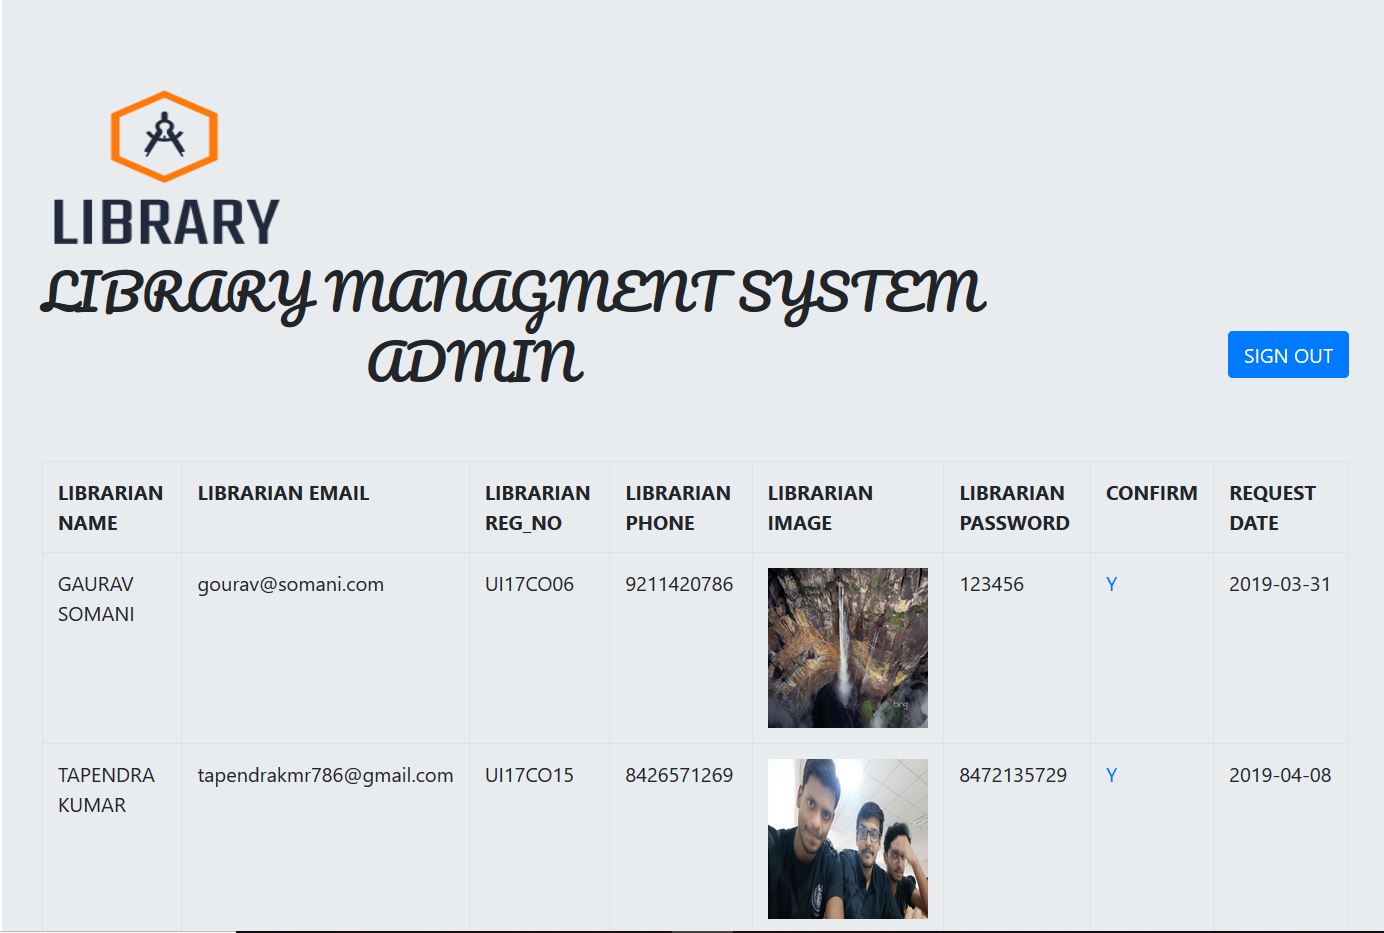 LIBRARY
LIBRARY MANAGMENT SYSTEM
ADMIN
SIGN OUT
LIBRARIAN NAME
LIBRARIAN EMAIL
LIBRARIAN REG_NO
LIBRARIAN PHONE
LIBRARIAN IMAGE
LIBRARIAN PASSWORD
CONFIRM
REQUEST DATE
GAURAV SOMANI
gourav@somani.com
UI17CO06
9211420786
bing
123456
Y
2019-03-31
TAPENDRA KUMAR
tapendrakmr786@gmail.com
UI17CO15
8426571269
8472135729
Y
2019-04-08